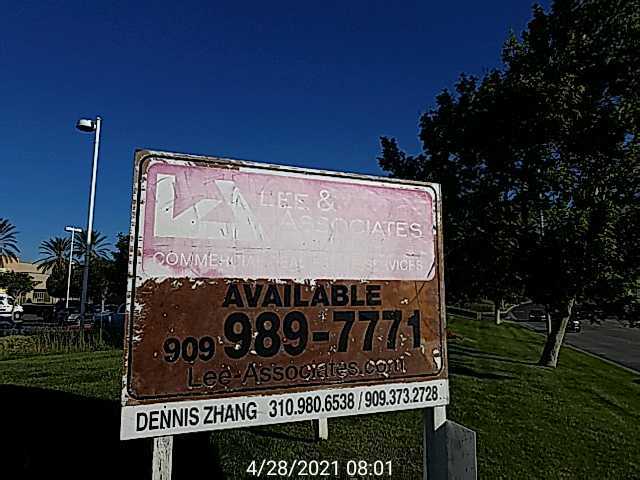 LEE &
ASSOCIATES
COMMERCIAL REAL ESTATE SERVICES
AVAILABLE
909 989-7771
Lee-Associates.com
DENNIS ZHANG 310.980.6538 / 909.373.2728
4/28/2021 08:01